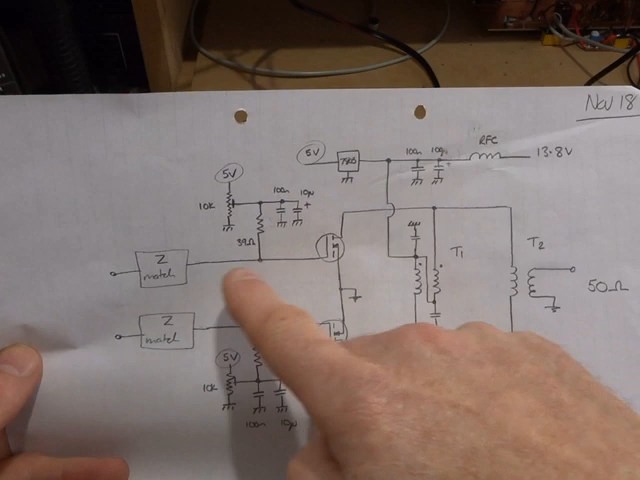 Nov 18
5V
7805
100n
100µ
+
RFC
13.8V
5V
10K
100n
10µ
+
39Ω
T1
T2
Z
match
50Ω
Z
match
5V
10K
100n
10µ